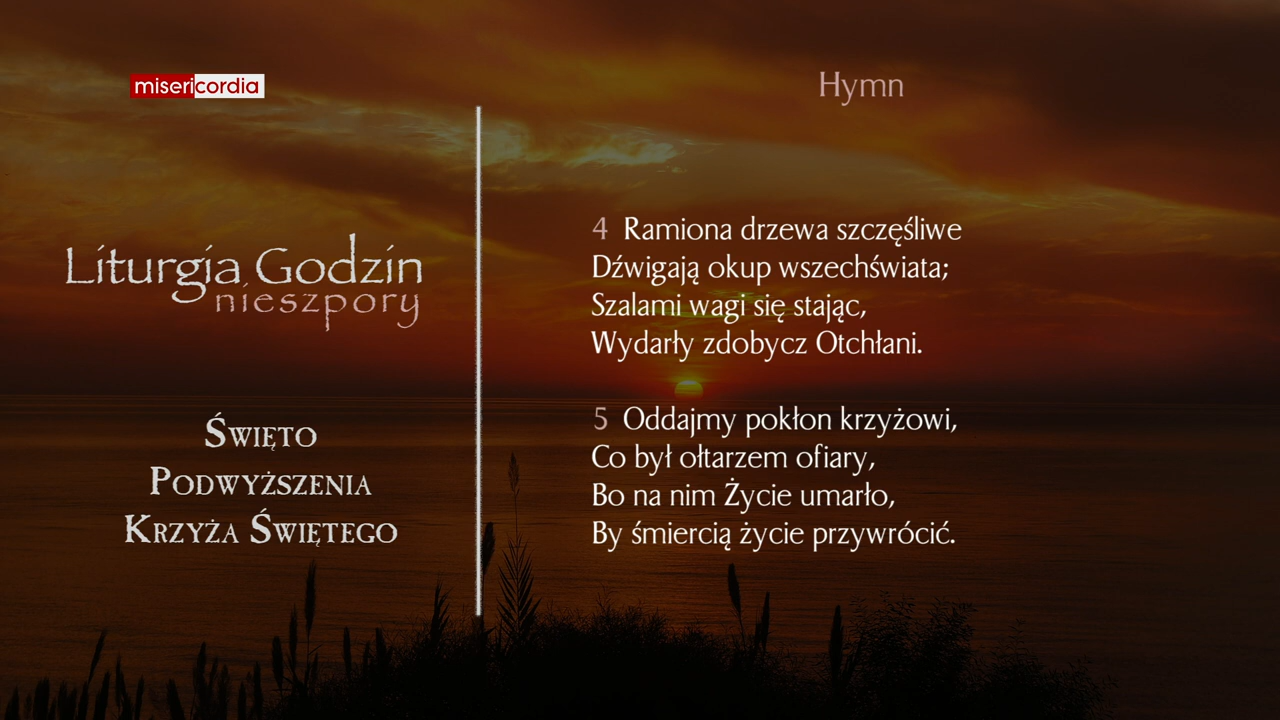 misericordia
Liturgia Godzin
nieszpory
Święto
Podwyższenia
Krzyża Świętego
Hymn
4 Ramiona drzewa szczęśliwe
Dźwigają okup wszechświata;
Szalami wagi się stając,
Wydarły zdobycz Otchłani.
5 Oddajmy pokłon krzyżowi,
Co był ołtarzem ofiary,
Bo na nim Życie umarło,
By śmiercią życie przywrócić.